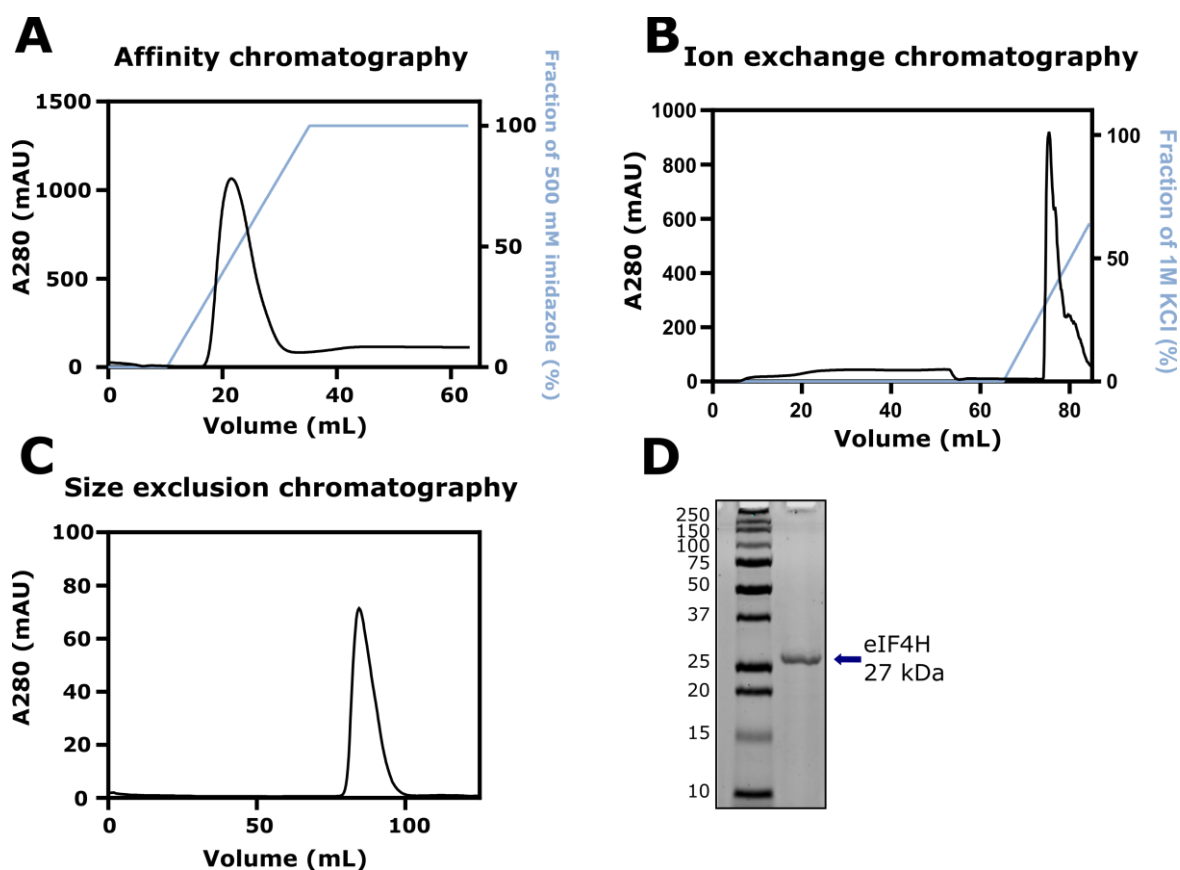 A
Affinity chromatography
A280 (mAU)
1500
1000
500
0
0
20
40
60
Volume (mL)
100
50
0
Fraction of 500 mM imidazole (%)
B
Ion exchange chromatography
A280 (mAU)
1000
800
600
400
200
0
0
20
40
60
80
Volume (mL)
100
50
0
Fraction of 1M KCl (%)
C
Size exclusion chromatography
A280 (mAU)
100
80
60
40
20
0
0
50
100
Volume (mL)
D
250
150
100
75
50
37
25
20
15
10
eIF4H
27 kDa